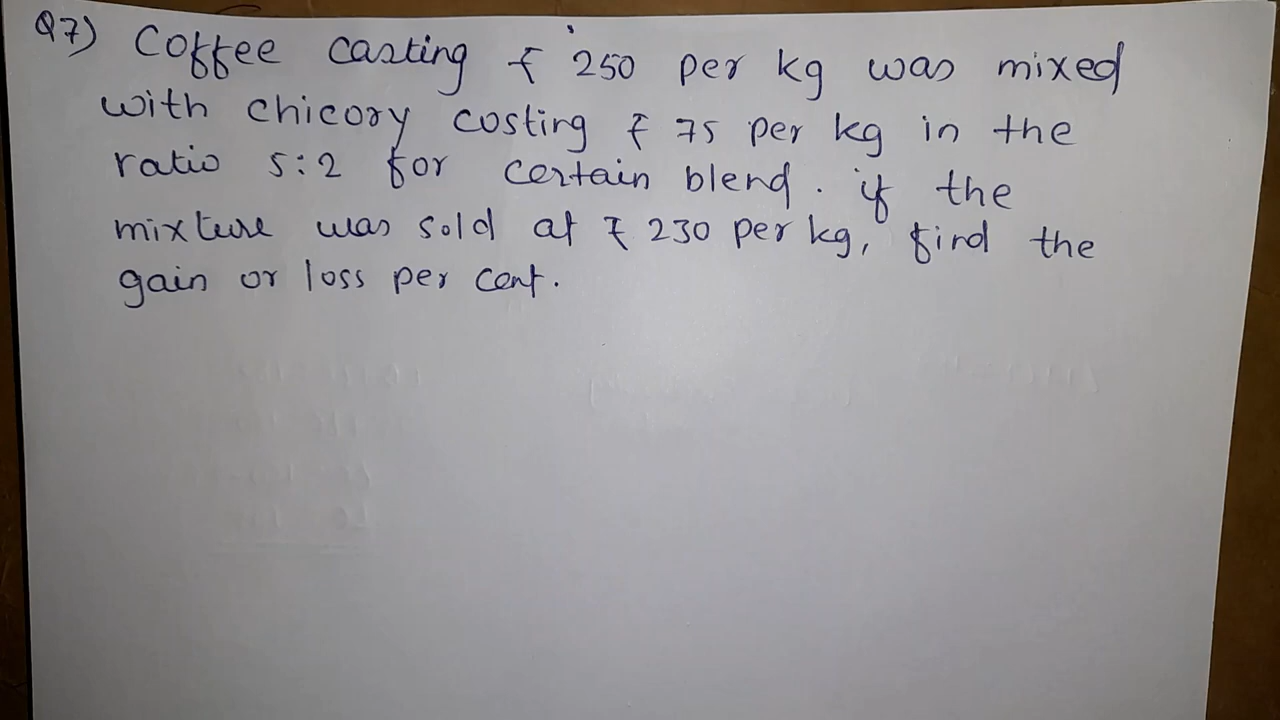 Q7) Coffee casting ₹ 250 per kg was mixed
with chicory costing ₹ 75 per kg in the
ratio 5:2 for certain blend. if the
mixture was sold at ₹ 230 per kg, find the
gain or loss per cent.